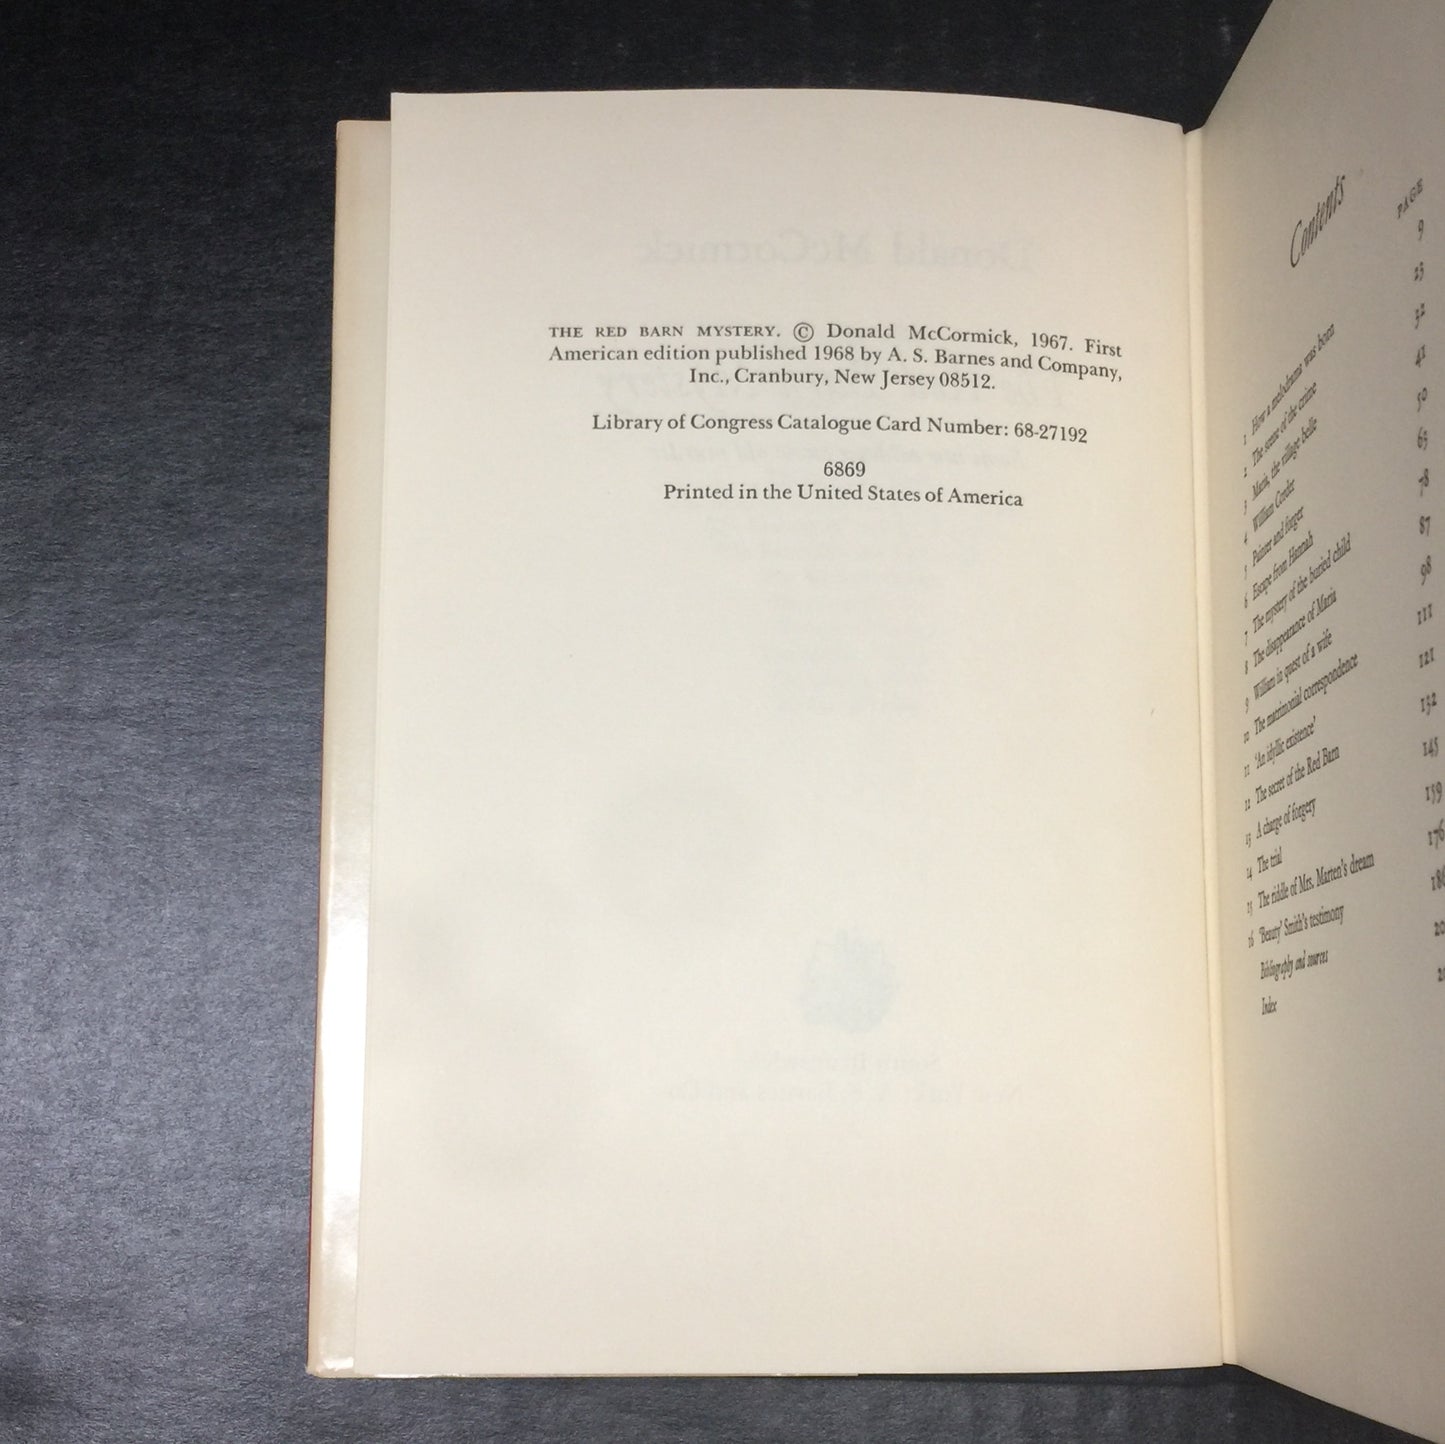 THE RED BARN MYSTERY. © Donald McCormick, 1967. First
American edition published 1968 by A. S. Barnes and Company,
Inc., Cranbury, New Jersey 08512.
Library of Congress Catalogue Card Number: 68-27192
6869
Printed in the United States of America
Contents
PAGE
1 How a melodrama was born 9
2 The scene of the crime 23
3 Maria, the village belle 32
4 William Corder 41
5 Painter and forger 50
6 Escape from Hannah 65
7 The mystery of the buried child 78
8 The disappearance of Maria 87
9 William in quest of a wife 98
10 The matrimonial correspondence 111
11 'An idyllic existence' 121
12 The secret of the Red Barn 132
13 A charge of forgery 145
14 The trial 159
15 The riddle of Mrs. Marten's dream 176
16 'Beauty' Smith's testimony
Bibliography and sources
Index